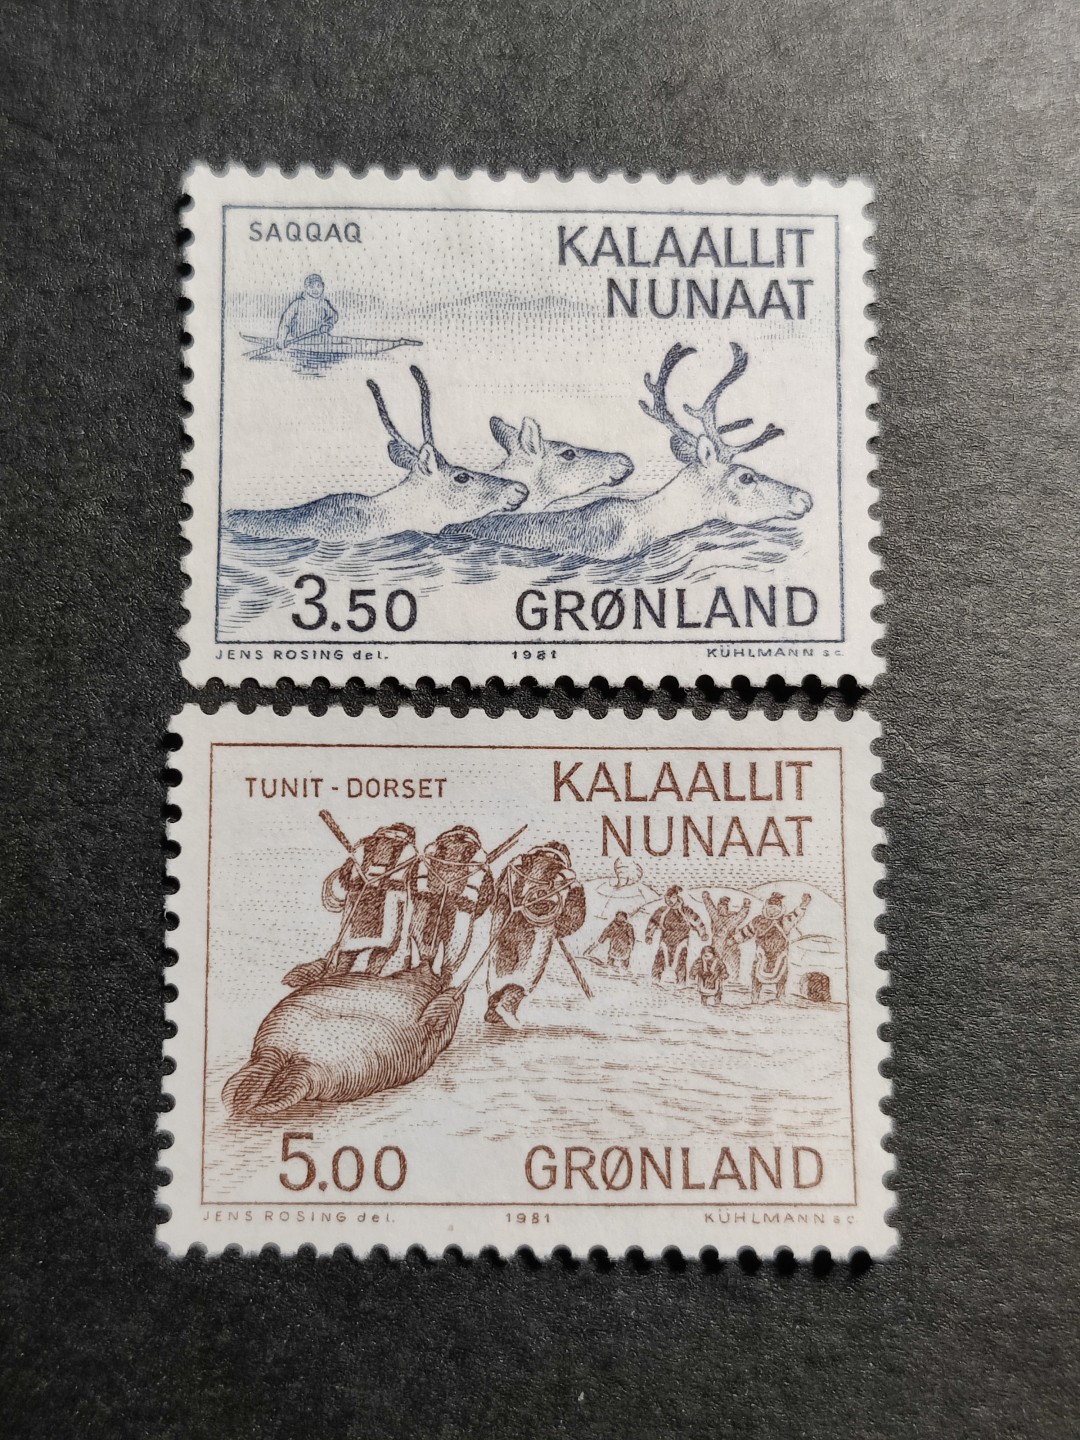 SAQQAQ
KALAALLIT
NUNAAT
3.50 GRØNLAND
JENS ROSING del. 1981 KÜHLMANN sc.
TUNIT - DORSET
KALAALLIT
NUNAAT
5.00 GRØNLAND
JENS ROSING del. 1981 KÜHLMANN sc.